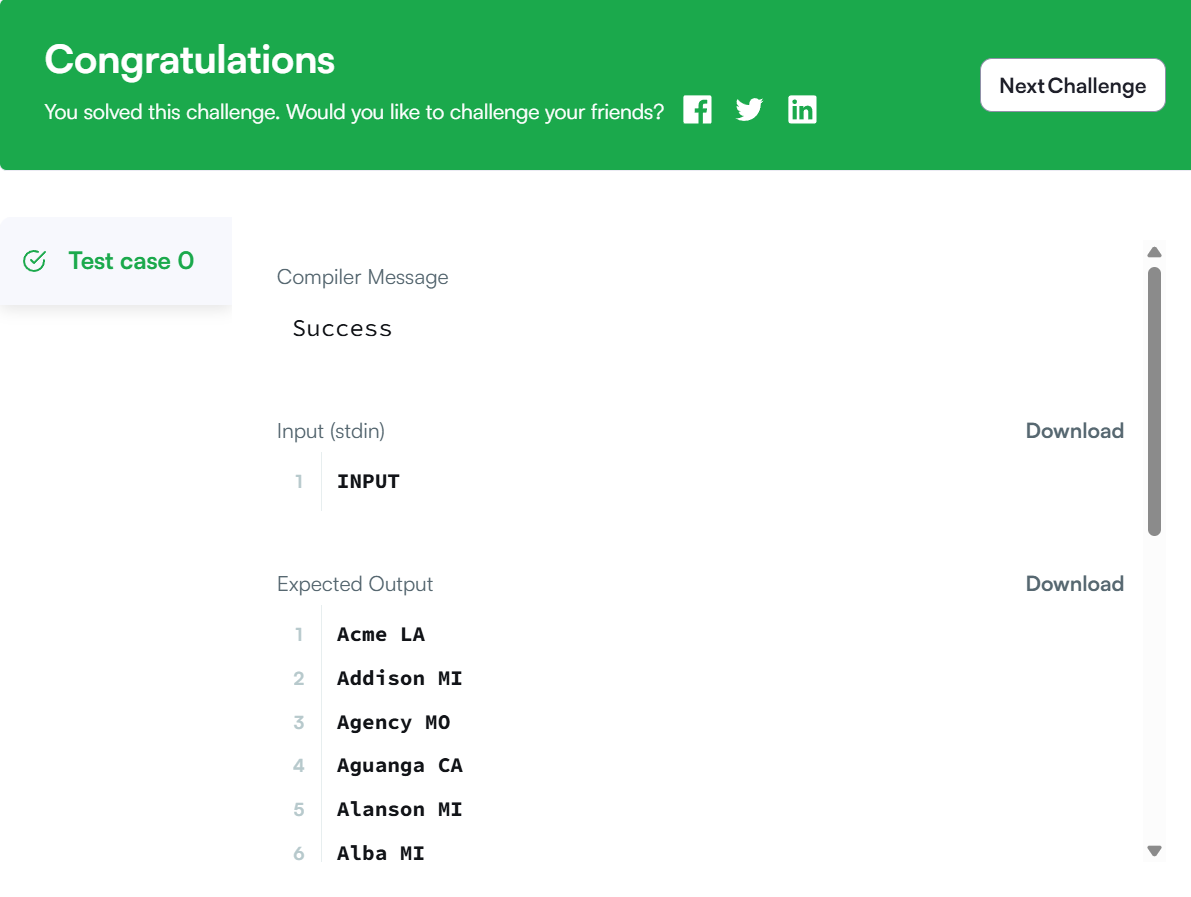 Congratulations
You solved this challenge. Would you like to challenge your friends?
Next Challenge
Test case 0
Compiler Message
Success
Input (stdin)
Download
1 INPUT
Expected Output
Download
1 Acme LA
2 Addison MI
3 Agency MO
4 Aguanga CA
5 Alanson MI
6 Alba MI